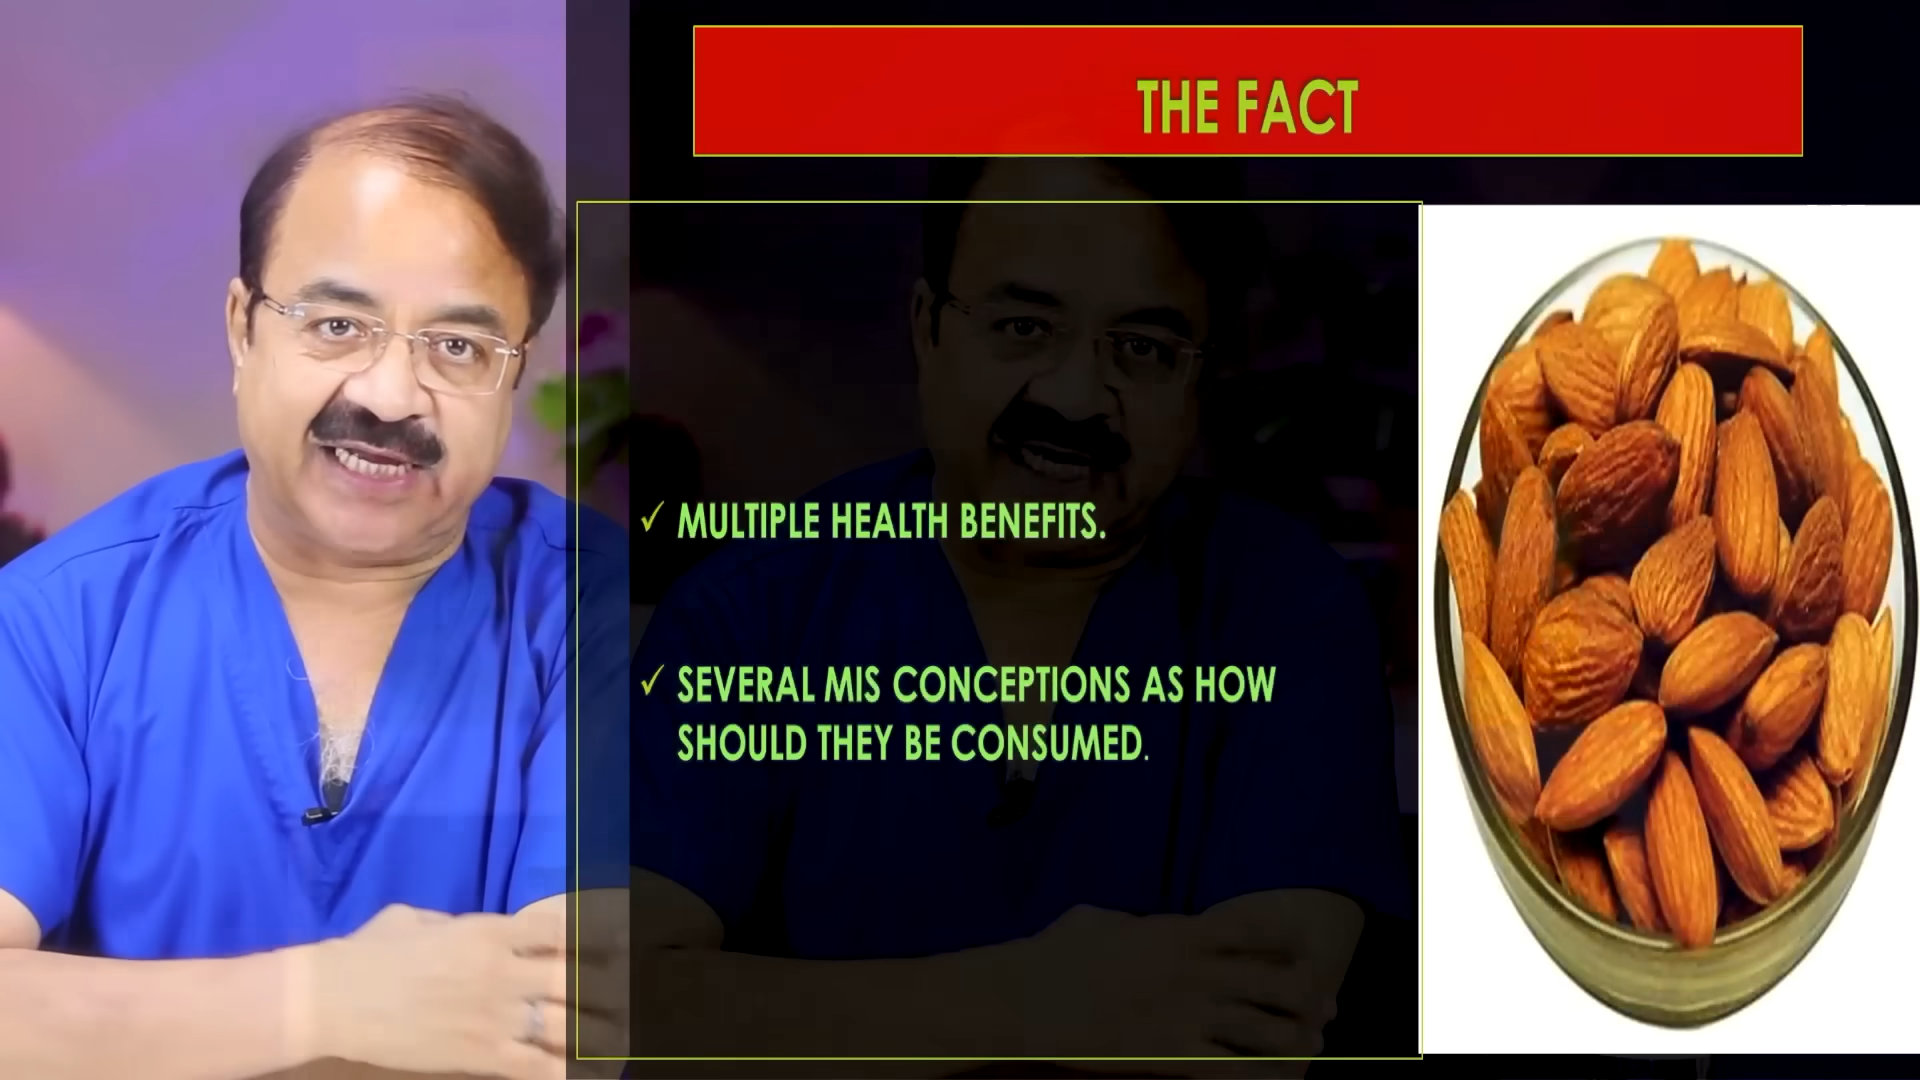 THE FACT
✓ MULTIPLE HEALTH BENEFITS.
✓ SEVERAL MIS CONCEPTIONS AS HOW
SHOULD THEY BE CONSUMED.